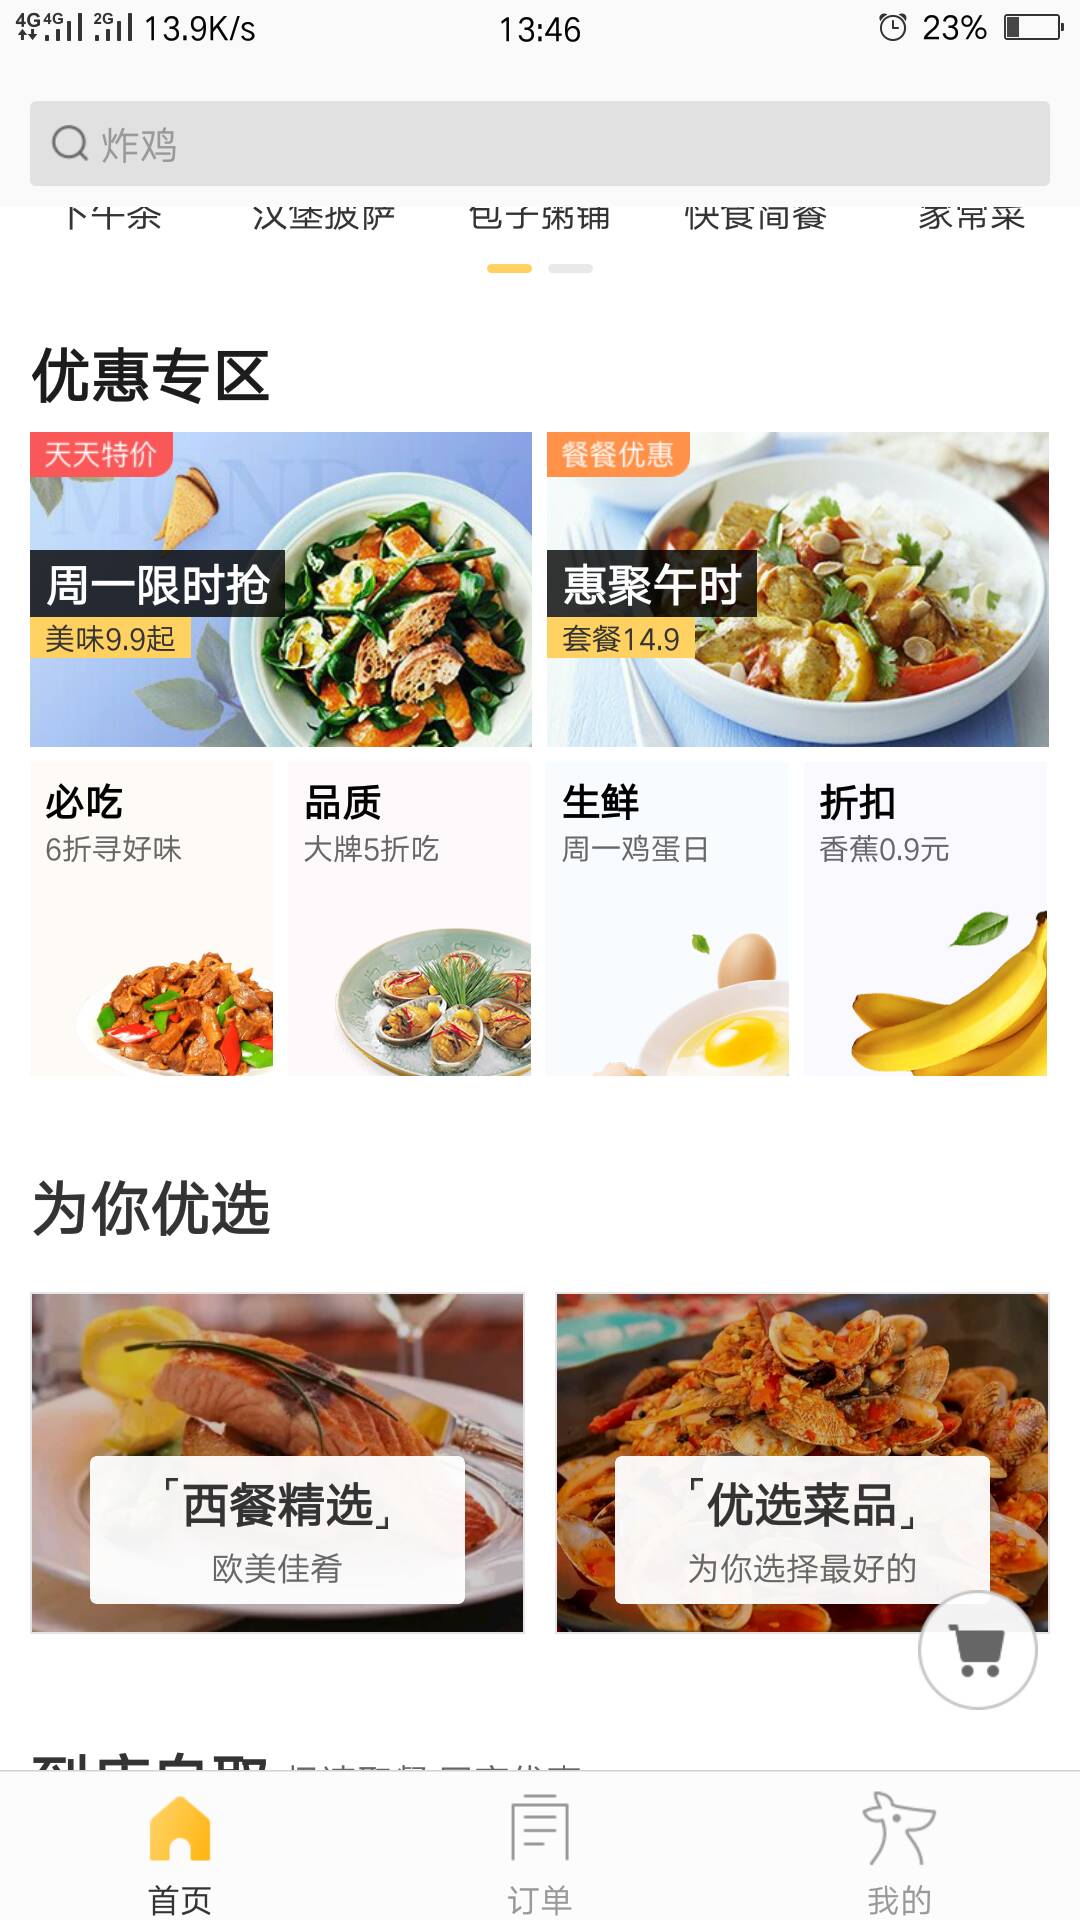 4G 4G 2G 13.9K/s 13:46 23%
炸鸡
下午茶 汉堡披萨 包子粥铺 快食简餐 家常菜
优惠专区
天天特价
MONDAY
周一限时抢
美味9.9起
餐餐优惠
惠聚午时
套餐14.9
必吃
6折寻好味
品质
大牌5折吃
生鲜
周一鸡蛋日
折扣
香蕉0.9元
为你优选
「西餐精选」
欧美佳肴
「优选菜品」
为你选择最好的
到店自取
首页 订单 我的